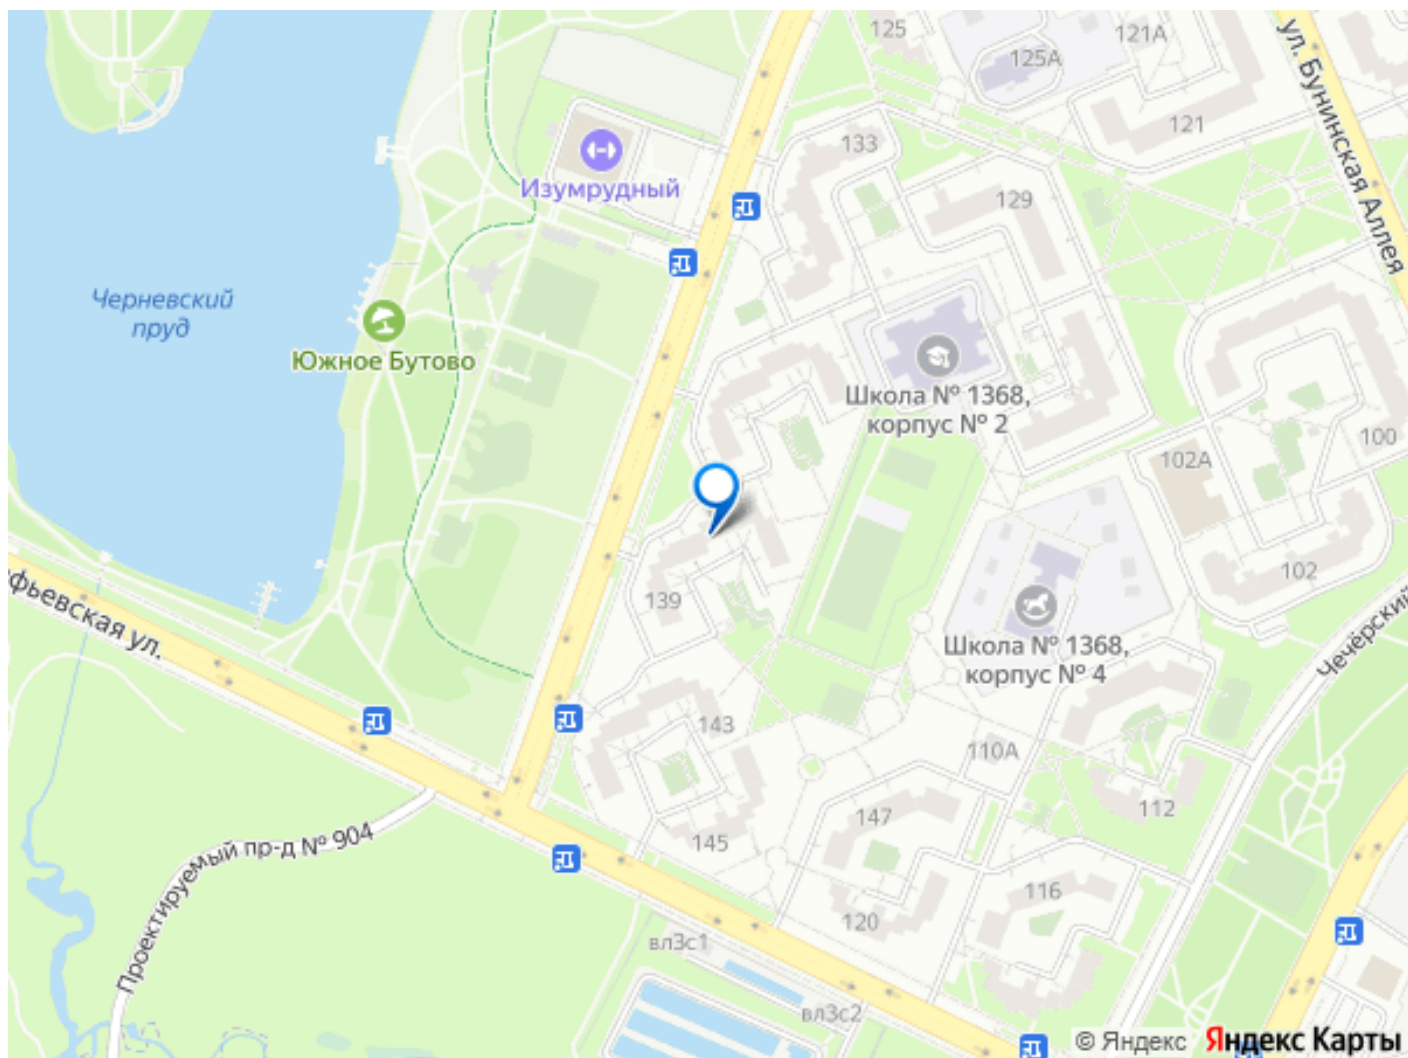 125
121А
125А
ул. Бунинская Аллея
121
133
Изумрудный
129
Черневский
пруд
Южное Бутово
Школа № 1368,
корпус № 2
100
102А
102
139
Чечёрский
фьевская ул.
Школа № 1368,
корпус № 4
143
110А
112
147
145
Проектируемый пр-д № 904
116
120
вл3с1
вл3с2
© Яндекс Яндекс Карты